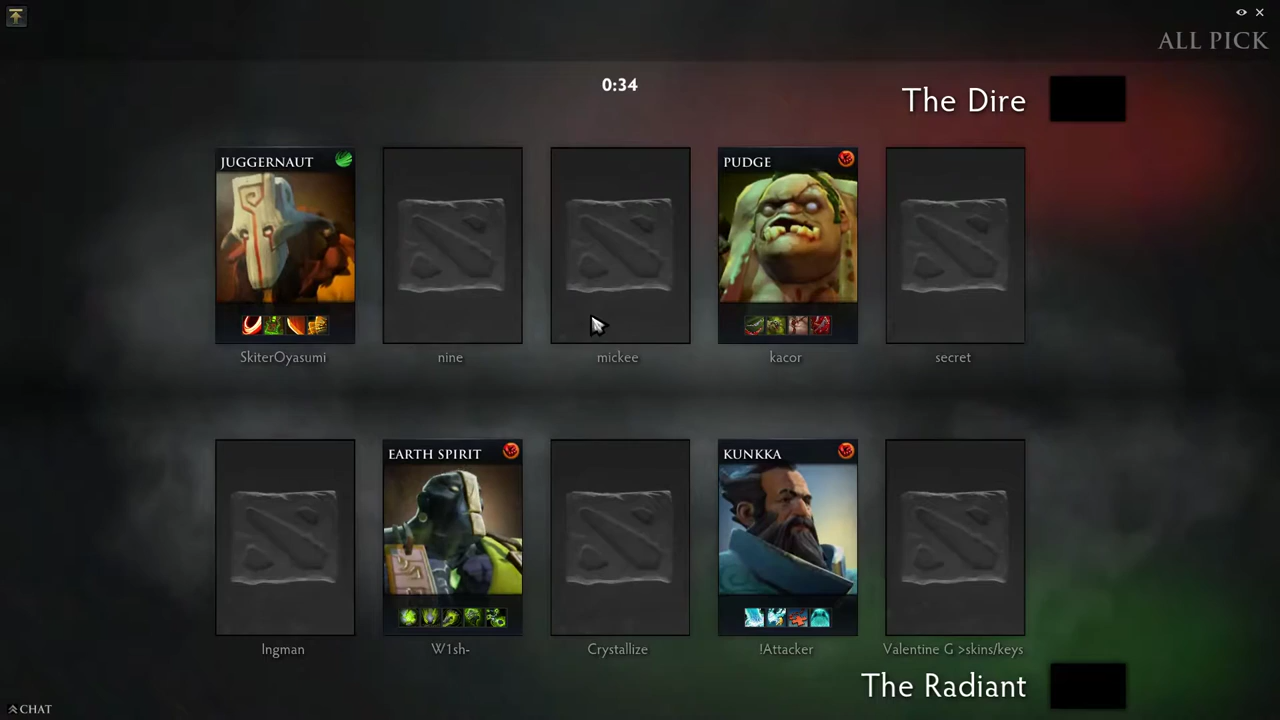 ALL PICK
0:34
The Dire
JUGGERNAUT
PUDGE
SkiterOyasumi
nine
mickee
kacor
secret
EARTH SPIRIT
KUNKKA
Ingman
W1sh-
Crystallize
!Attacker
Valentine G >skins/keys
The Radiant
CHAT